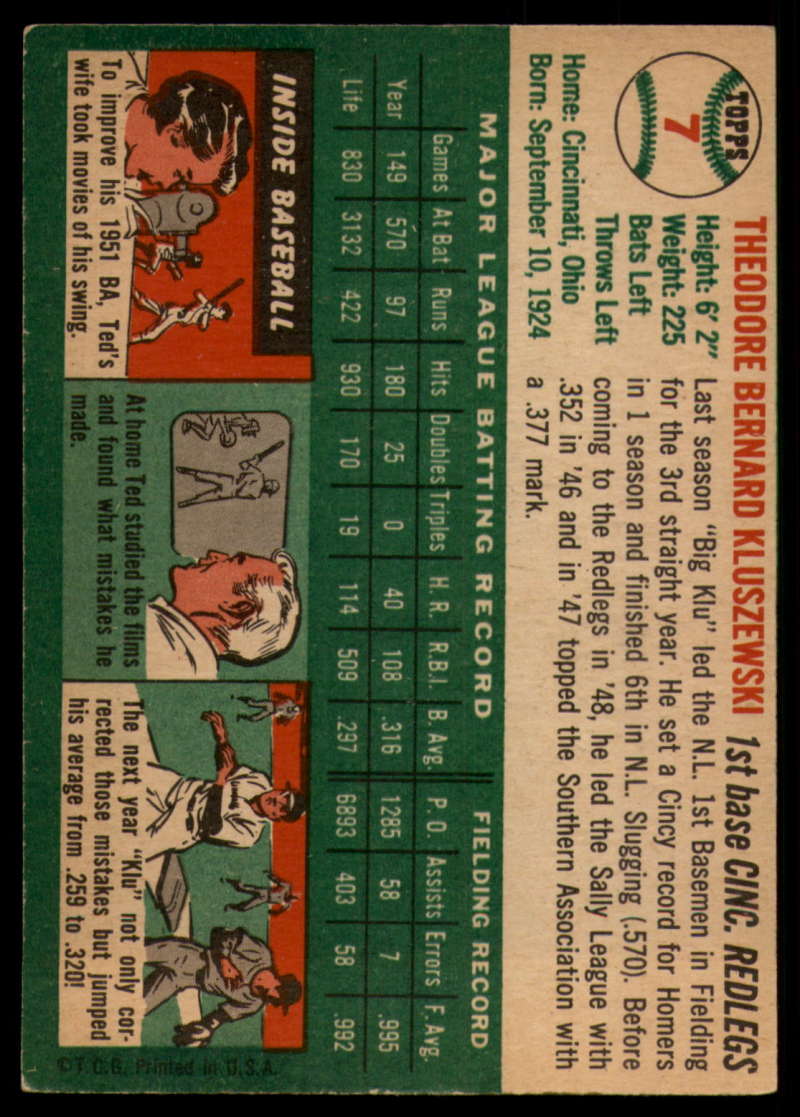 TOPPS
7
THEODORE BERNARD KLUSZEWSKI 1st base CINC. REDLEGS
Height: 6' 2"
Weight: 225
Bats Left
Throws Left
Home: Cincinnati, Ohio
Born: September 10, 1924
Last season "Big Klu" led the N.L. 1st Basemen in Fielding
for the 3rd straight year. He set a Cincy record for Homers
in 1 season and finished 6th in N.L. Slugging (.570). Before
coming to the Redlegs in '48, he led the Sally League with
.352 in '46 and in '47 topped the Southern Association with
a .377 mark.
MAJOR LEAGUE BATTING RECORD FIELDING RECORD
Games At Bat Runs Hits Doubles Triples H. R. R.B.I. B. Avg. P. O. Assists Errors F. Avg.
Year 149 570 97 180 25 0 40 108 .316 1285 58 7 .995
Life 830 3132 422 930 170 19 114 509 .297 6893 403 58 .992
INSIDE BASEBALL
To improve his 1951 BA, Ted's
wife took movies of his swing.
At home Ted studied the films
and found what mistakes he
made.
The next year "Klu" not only cor-
rected those mistakes but jumped
his average from .259 to .320!
©T.C.G. Printed in U.S.A.